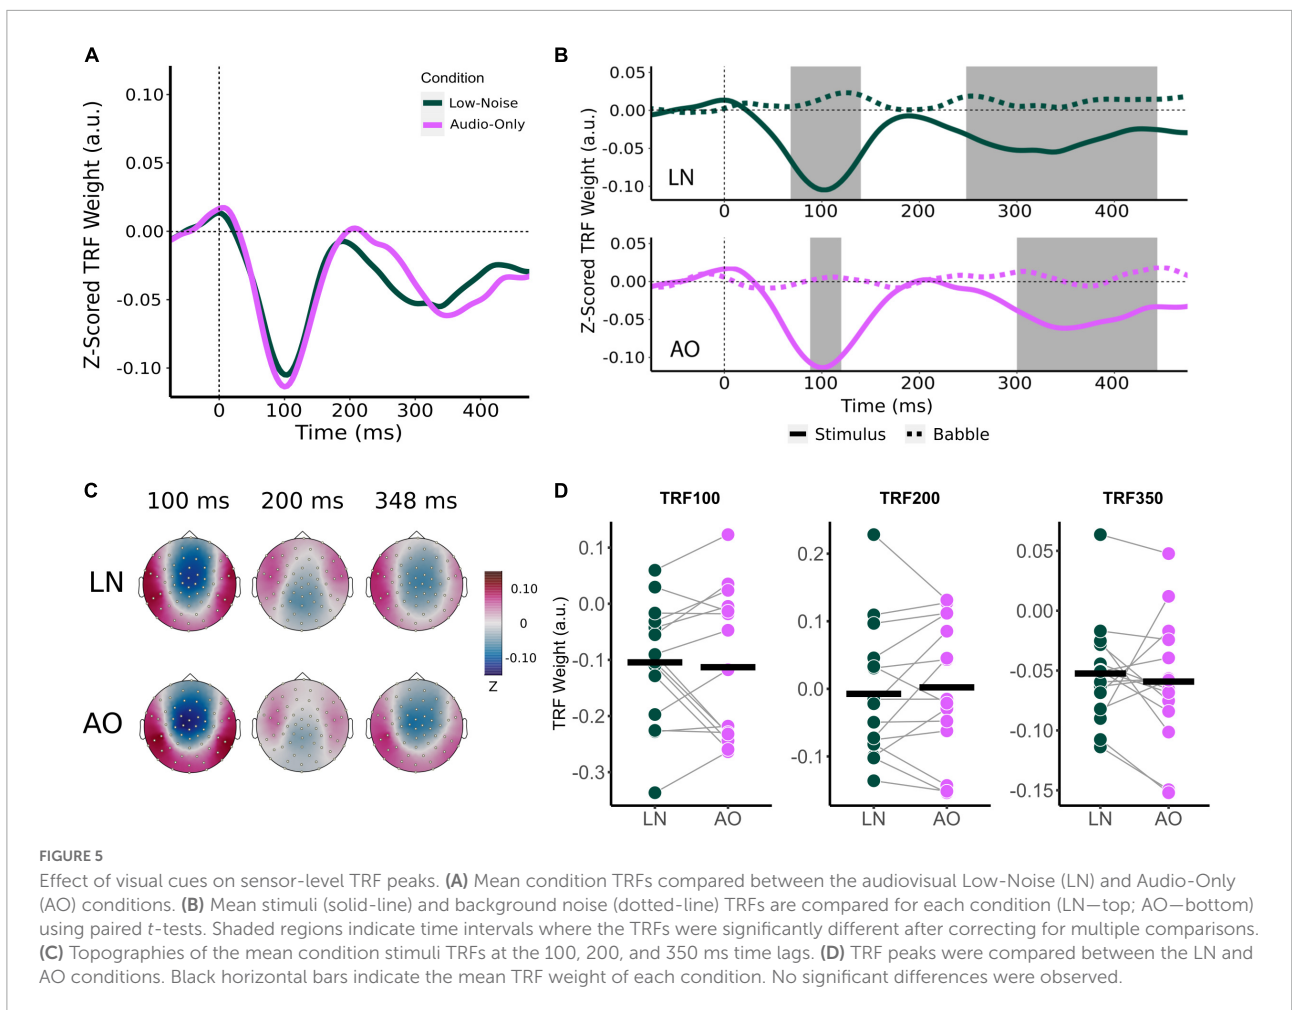 A
Condition
Low-Noise
Audio-Only
Z-Scored TRF Weight (a.u.)
0.10
0.05
0.00
-0.05
-0.10
0 100 200 300 400
Time (ms)
B
Z-Scored TRF Weight (a.u.)
0.05
0.00
-0.05
-0.10
LN
0 100 200 300 400
0.05
0.00
-0.05
-0.10
AO
0 100 200 300 400
Time (ms)
Stimulus Babble
C
100 ms 200 ms 348 ms
LN
AO
0.10
0
-0.10
Z
D
TRF100 TRF200 TRF350
TRF Weight (a.u.)
0.1
0.0
-0.1
-0.2
-0.3
LN AO
0.2
0.1
0.0
-0.1
LN AO
0.05
0.00
-0.05
-0.10
-0.15
LN AO
FIGURE 5
Effect of visual cues on sensor-level TRF peaks. (A) Mean condition TRFs compared between the audiovisual Low-Noise (LN) and Audio-Only
(AO) conditions. (B) Mean stimuli (solid-line) and background noise (dotted-line) TRFs are compared for each condition (LN—top; AO—bottom)
using paired t-tests. Shaded regions indicate time intervals where the TRFs were significantly different after correcting for multiple comparisons.
(C) Topographies of the mean condition stimuli TRFs at the 100, 200, and 350 ms time lags. (D) TRF peaks were compared between the LN and
AO conditions. Black horizontal bars indicate the mean TRF weight of each condition. No significant differences were observed.